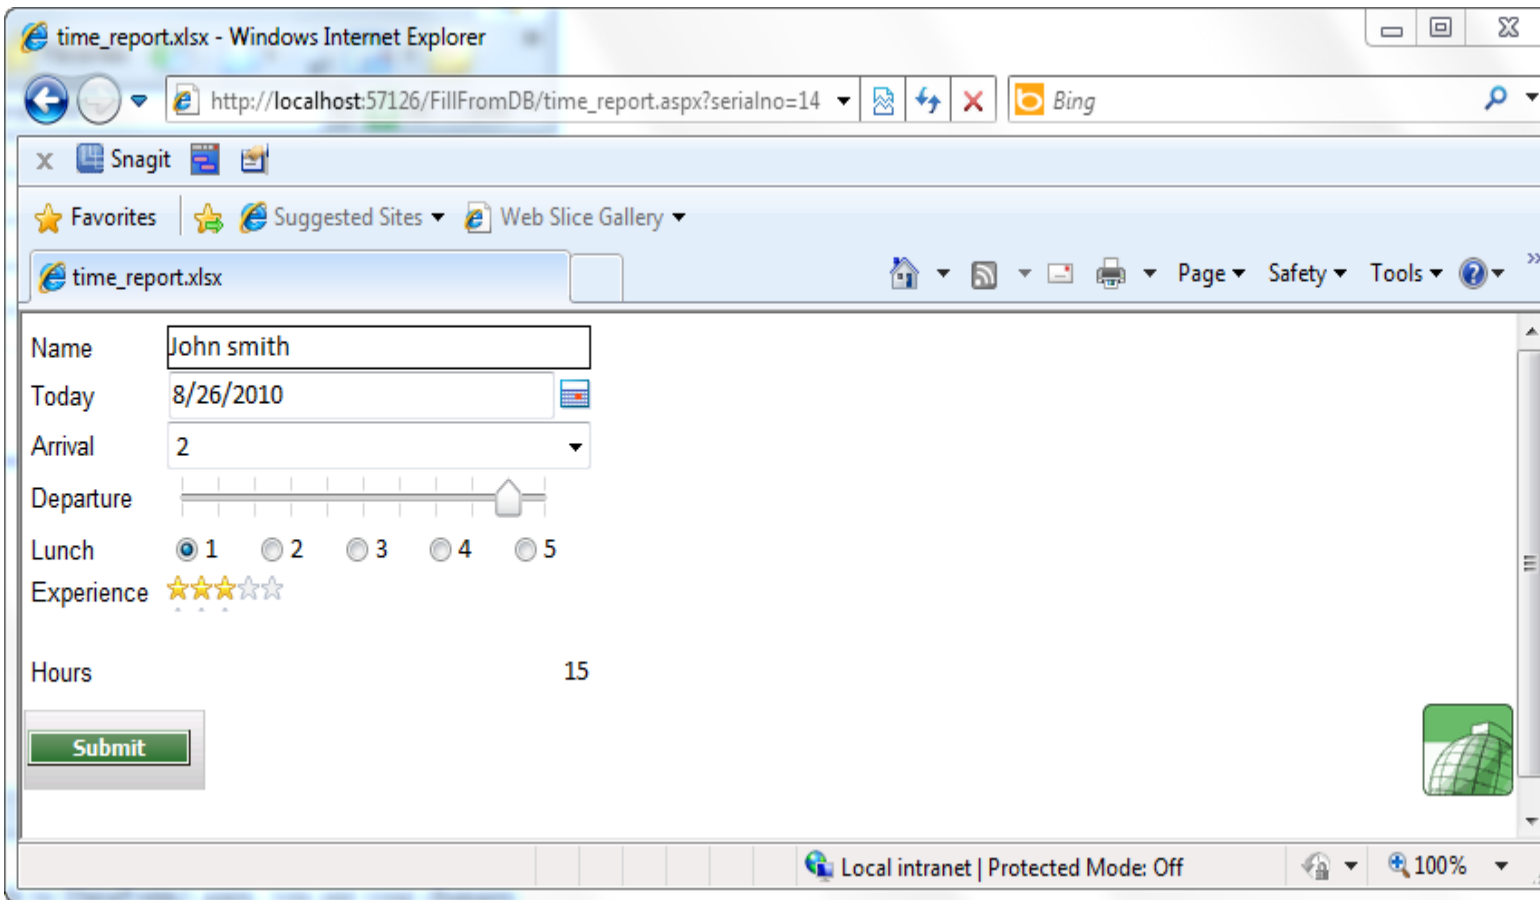 time_report.xlsx - Windows Internet Explorer
http://localhost:57126/FillFromDB/time_report.aspx?serialno=14 Bing
x Snagit
Favorites Suggested Sites Web Slice Gallery
time_report.xlsx Page Safety Tools
Name John smith
Today 8/26/2010
Arrival 2
Departure
Lunch 1 2 3 4 5
Experience
Hours 15
Submit
Local intranet | Protected Mode: Off 100%